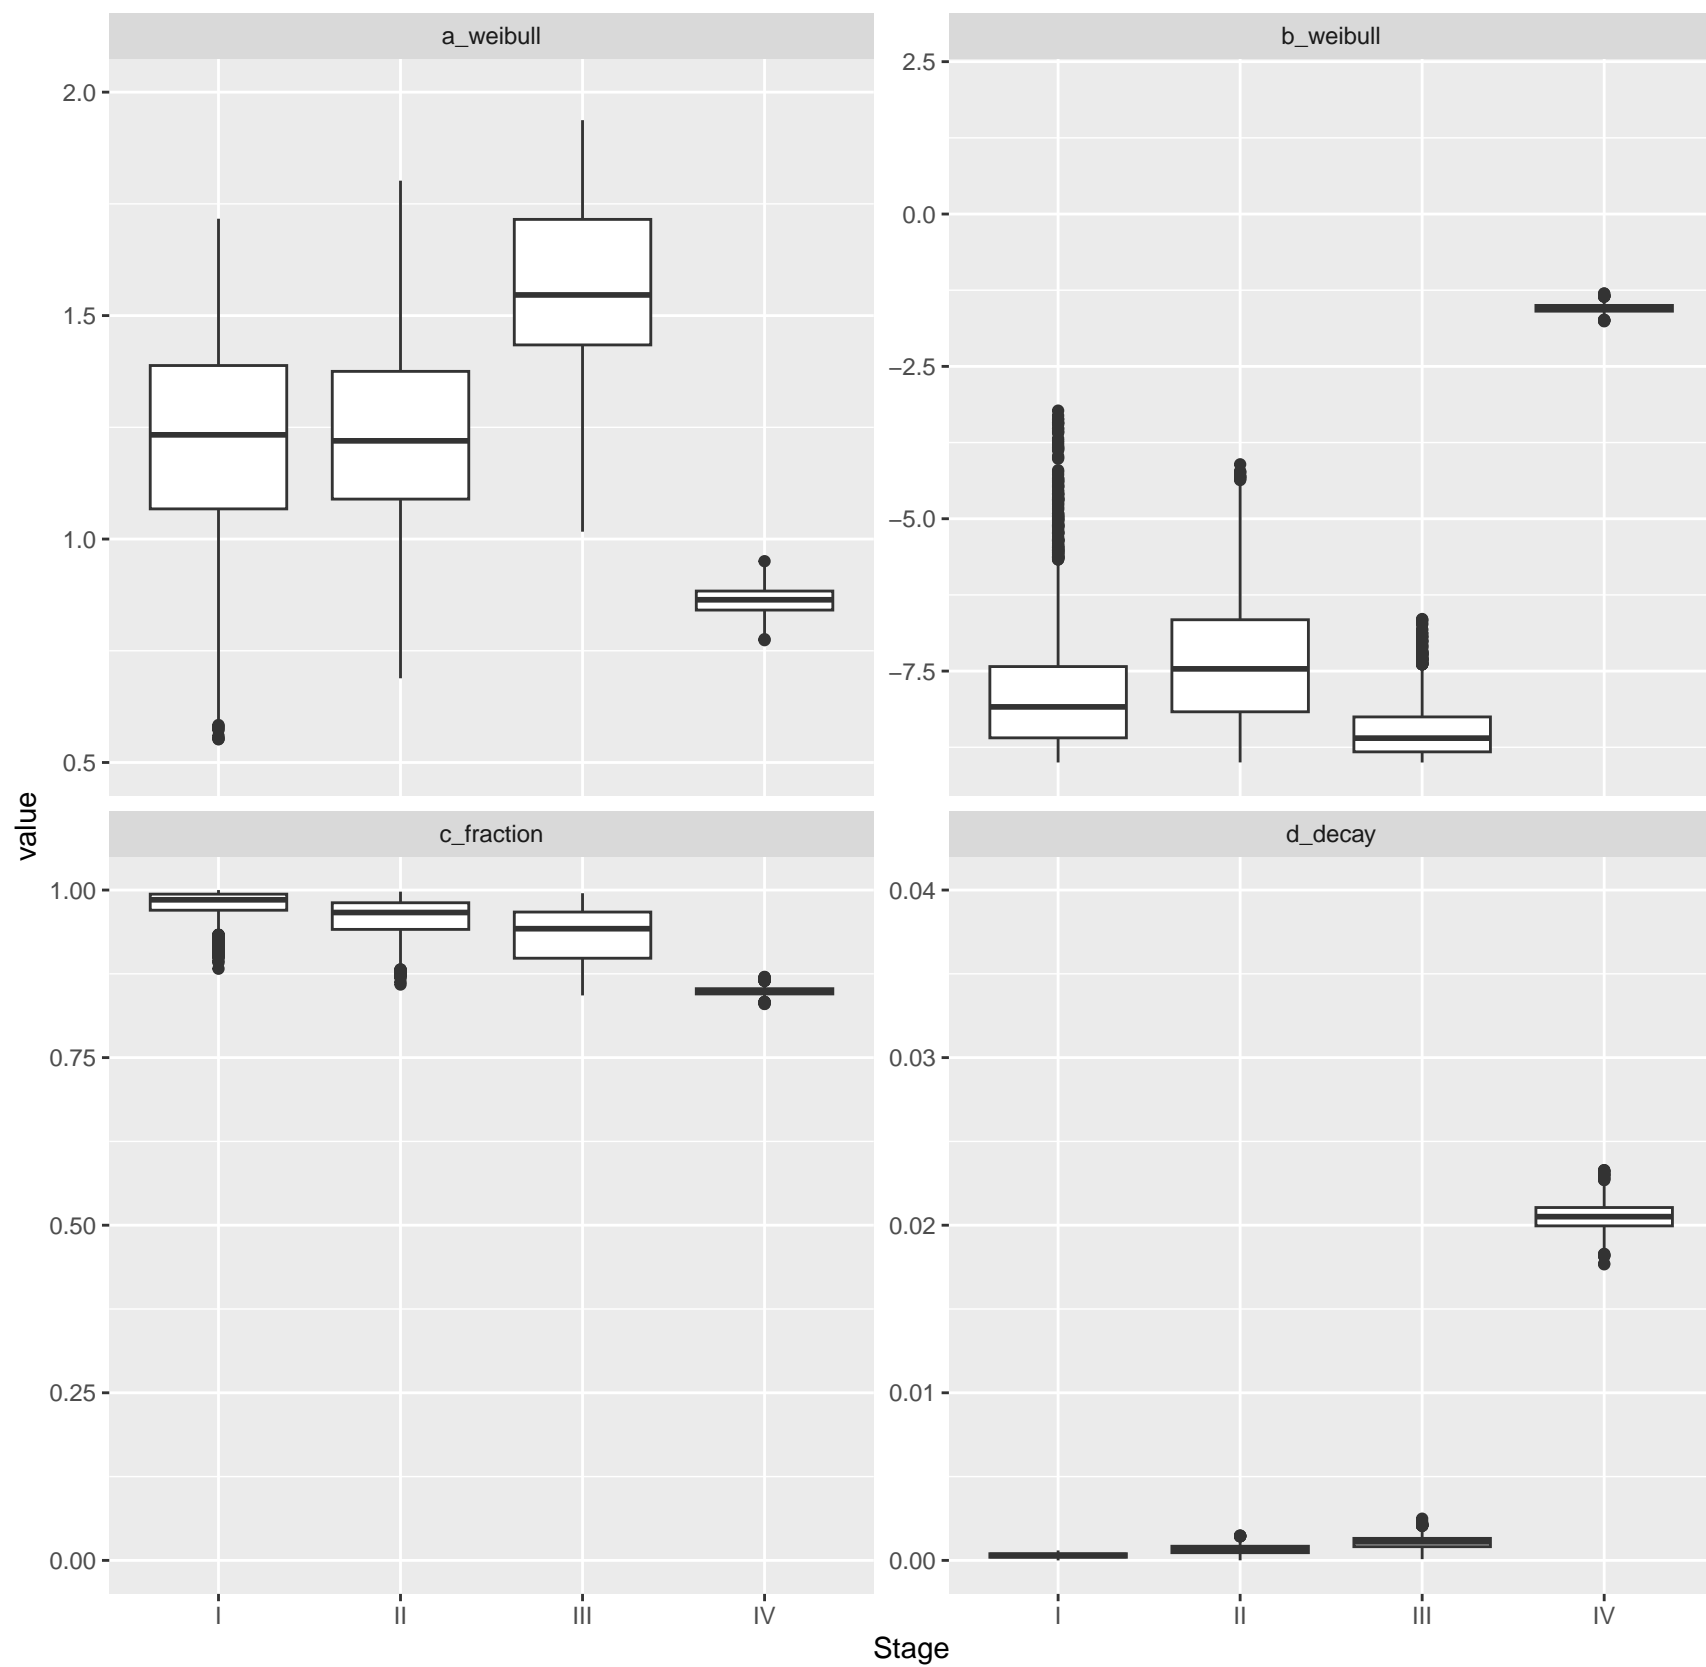 a_weibull
b_weibull
2.0
1.5
1.0
0.5
2.5
0.0
−2.5
−5.0
−7.5
value
c_fraction
d_decay
1.00
0.75
0.50
0.25
0.00
0.04
0.03
0.02
0.01
0.00
I II III IV
I II III IV
Stage